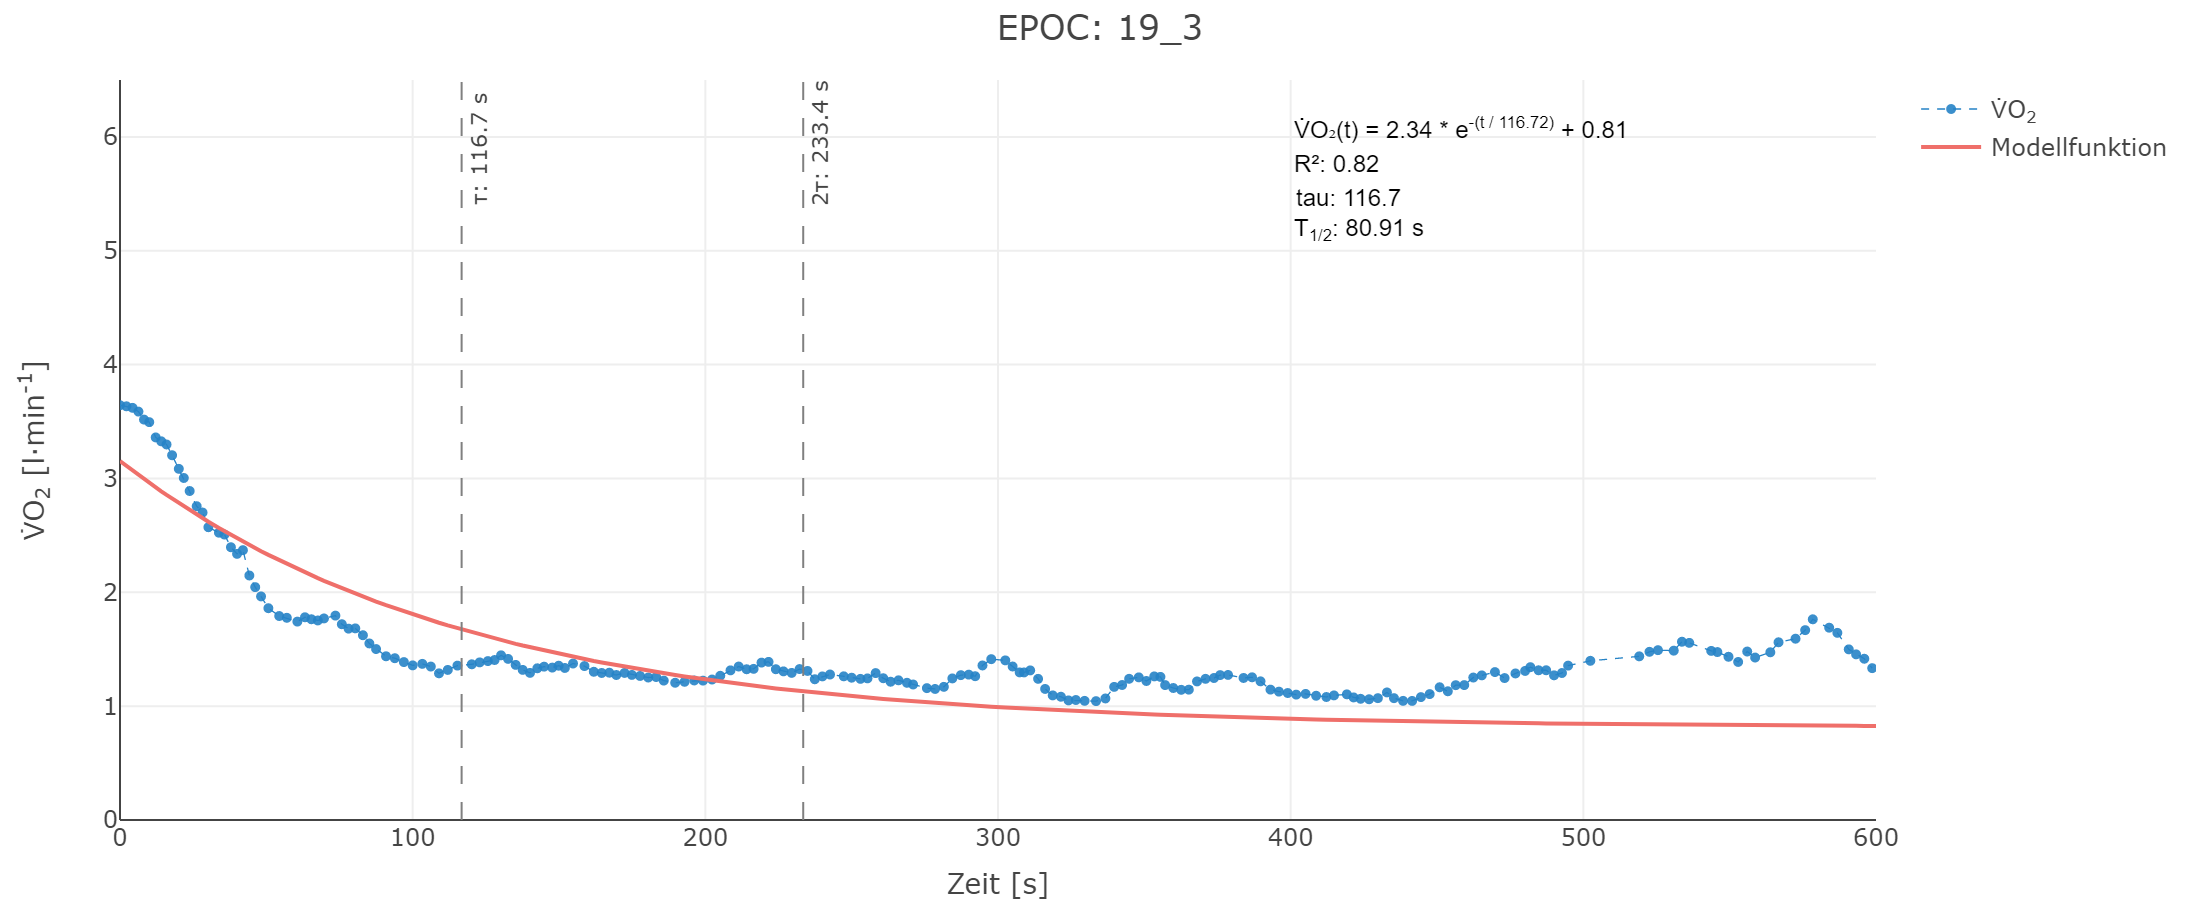 EPOC: 19_3
τ: 116.7 s
2τ: 233.4 s
V̇O₂(t) = 2.34 * e^-(t / 116.72) + 0.81
R²: 0.82
tau: 116.7
T1/2: 80.91 s
V̇O₂
Modellfunktion
6
5
4
3
2
1
0
V̇O₂ [l·min⁻¹]
0 100 200 300 400 500 600
Zeit [s]